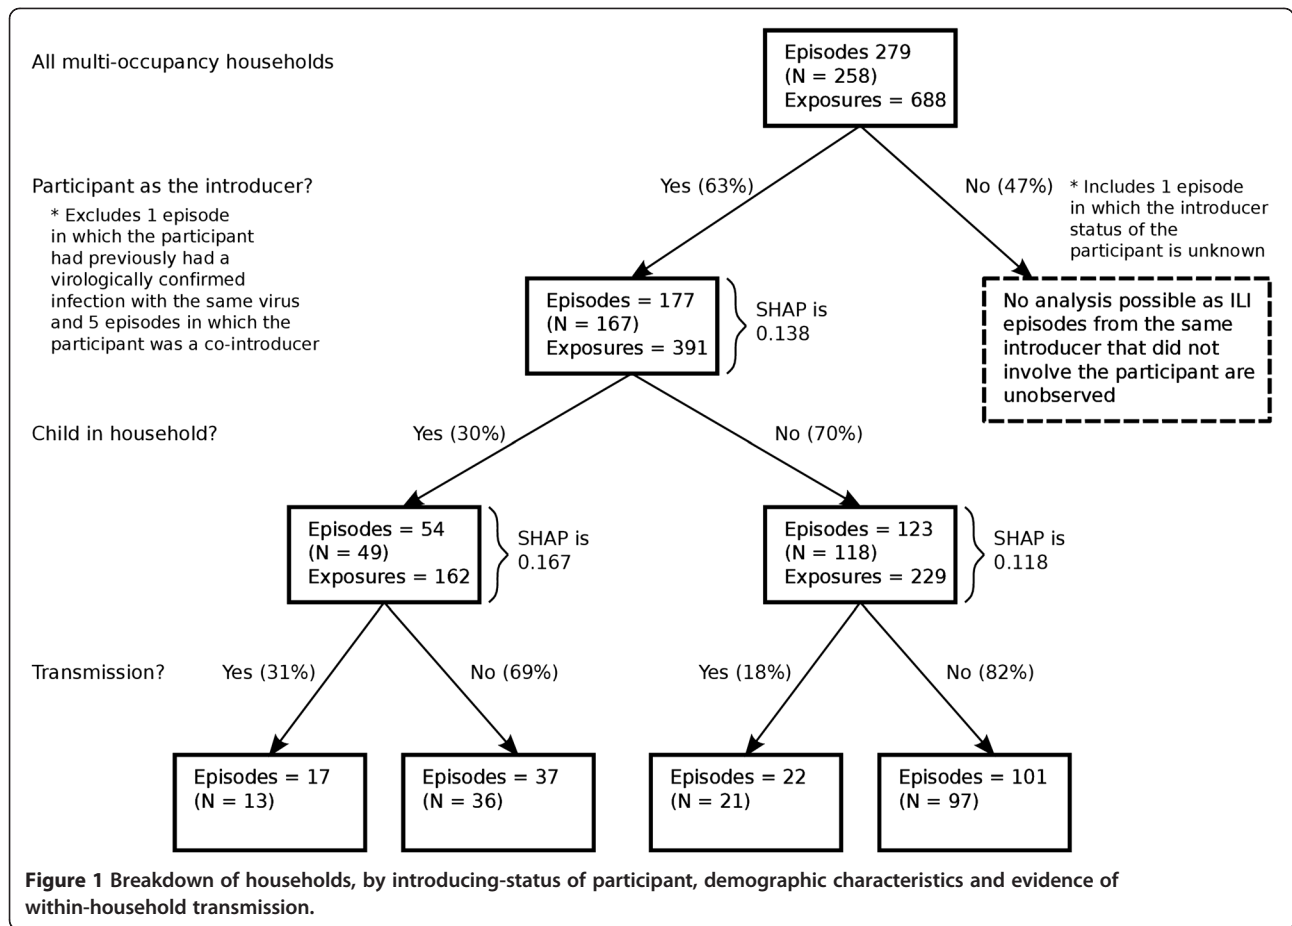 All multi-occupancy households
Episodes 279
(N = 258)
Exposures = 688
Participant as the introducer?
* Excludes 1 episode
in which the participant
had previously had a
virologically confirmed
infection with the same virus
and 5 episodes in which the
participant was a co-introducer
Yes (63%)
No (47%)
* Includes 1 episode
in which the introducer
status of the
participant is unknown
Episodes = 177
(N = 167)
Exposures = 391
SHAP is
0.138
No analysis possible as ILI
episodes from the same
introducer that did not
involve the participant are
unobserved
Child in household?
Yes (30%)
No (70%)
Episodes = 54
(N = 49)
Exposures = 162
SHAP is
0.167
Episodes = 123
(N = 118)
Exposures = 229
SHAP is
0.118
Transmission?
Yes (31%)
No (69%)
Yes (18%)
No (82%)
Episodes = 17
(N = 13)
Episodes = 37
(N = 36)
Episodes = 22
(N = 21)
Episodes = 101
(N = 97)
Figure 1 Breakdown of households, by introducing-status of participant, demographic characteristics and evidence of
within-household transmission.